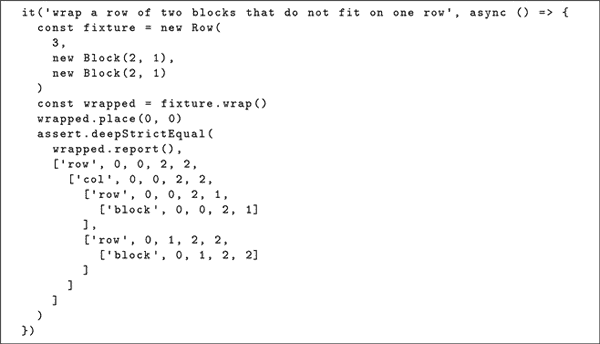 it('wrap a row of two blocks that do not fit on one row', async () => {
  const fixture = new Row(
    3,
    new Block(2, 1),
    new Block(2, 1)
  )
  const wrapped = fixture.wrap()
  wrapped.place(0, 0)
  assert.deepStrictEqual(
    wrapped.report(),
    ['row', 0, 0, 2, 2,
      ['col', 0, 0, 2, 2,
        ['row', 0, 0, 2, 1,
          ['block', 0, 0, 2, 1]
        ],
        ['row', 0, 1, 2, 2,
          ['block', 0, 1, 2, 2]
        ]
      ]
    ]
  )
})